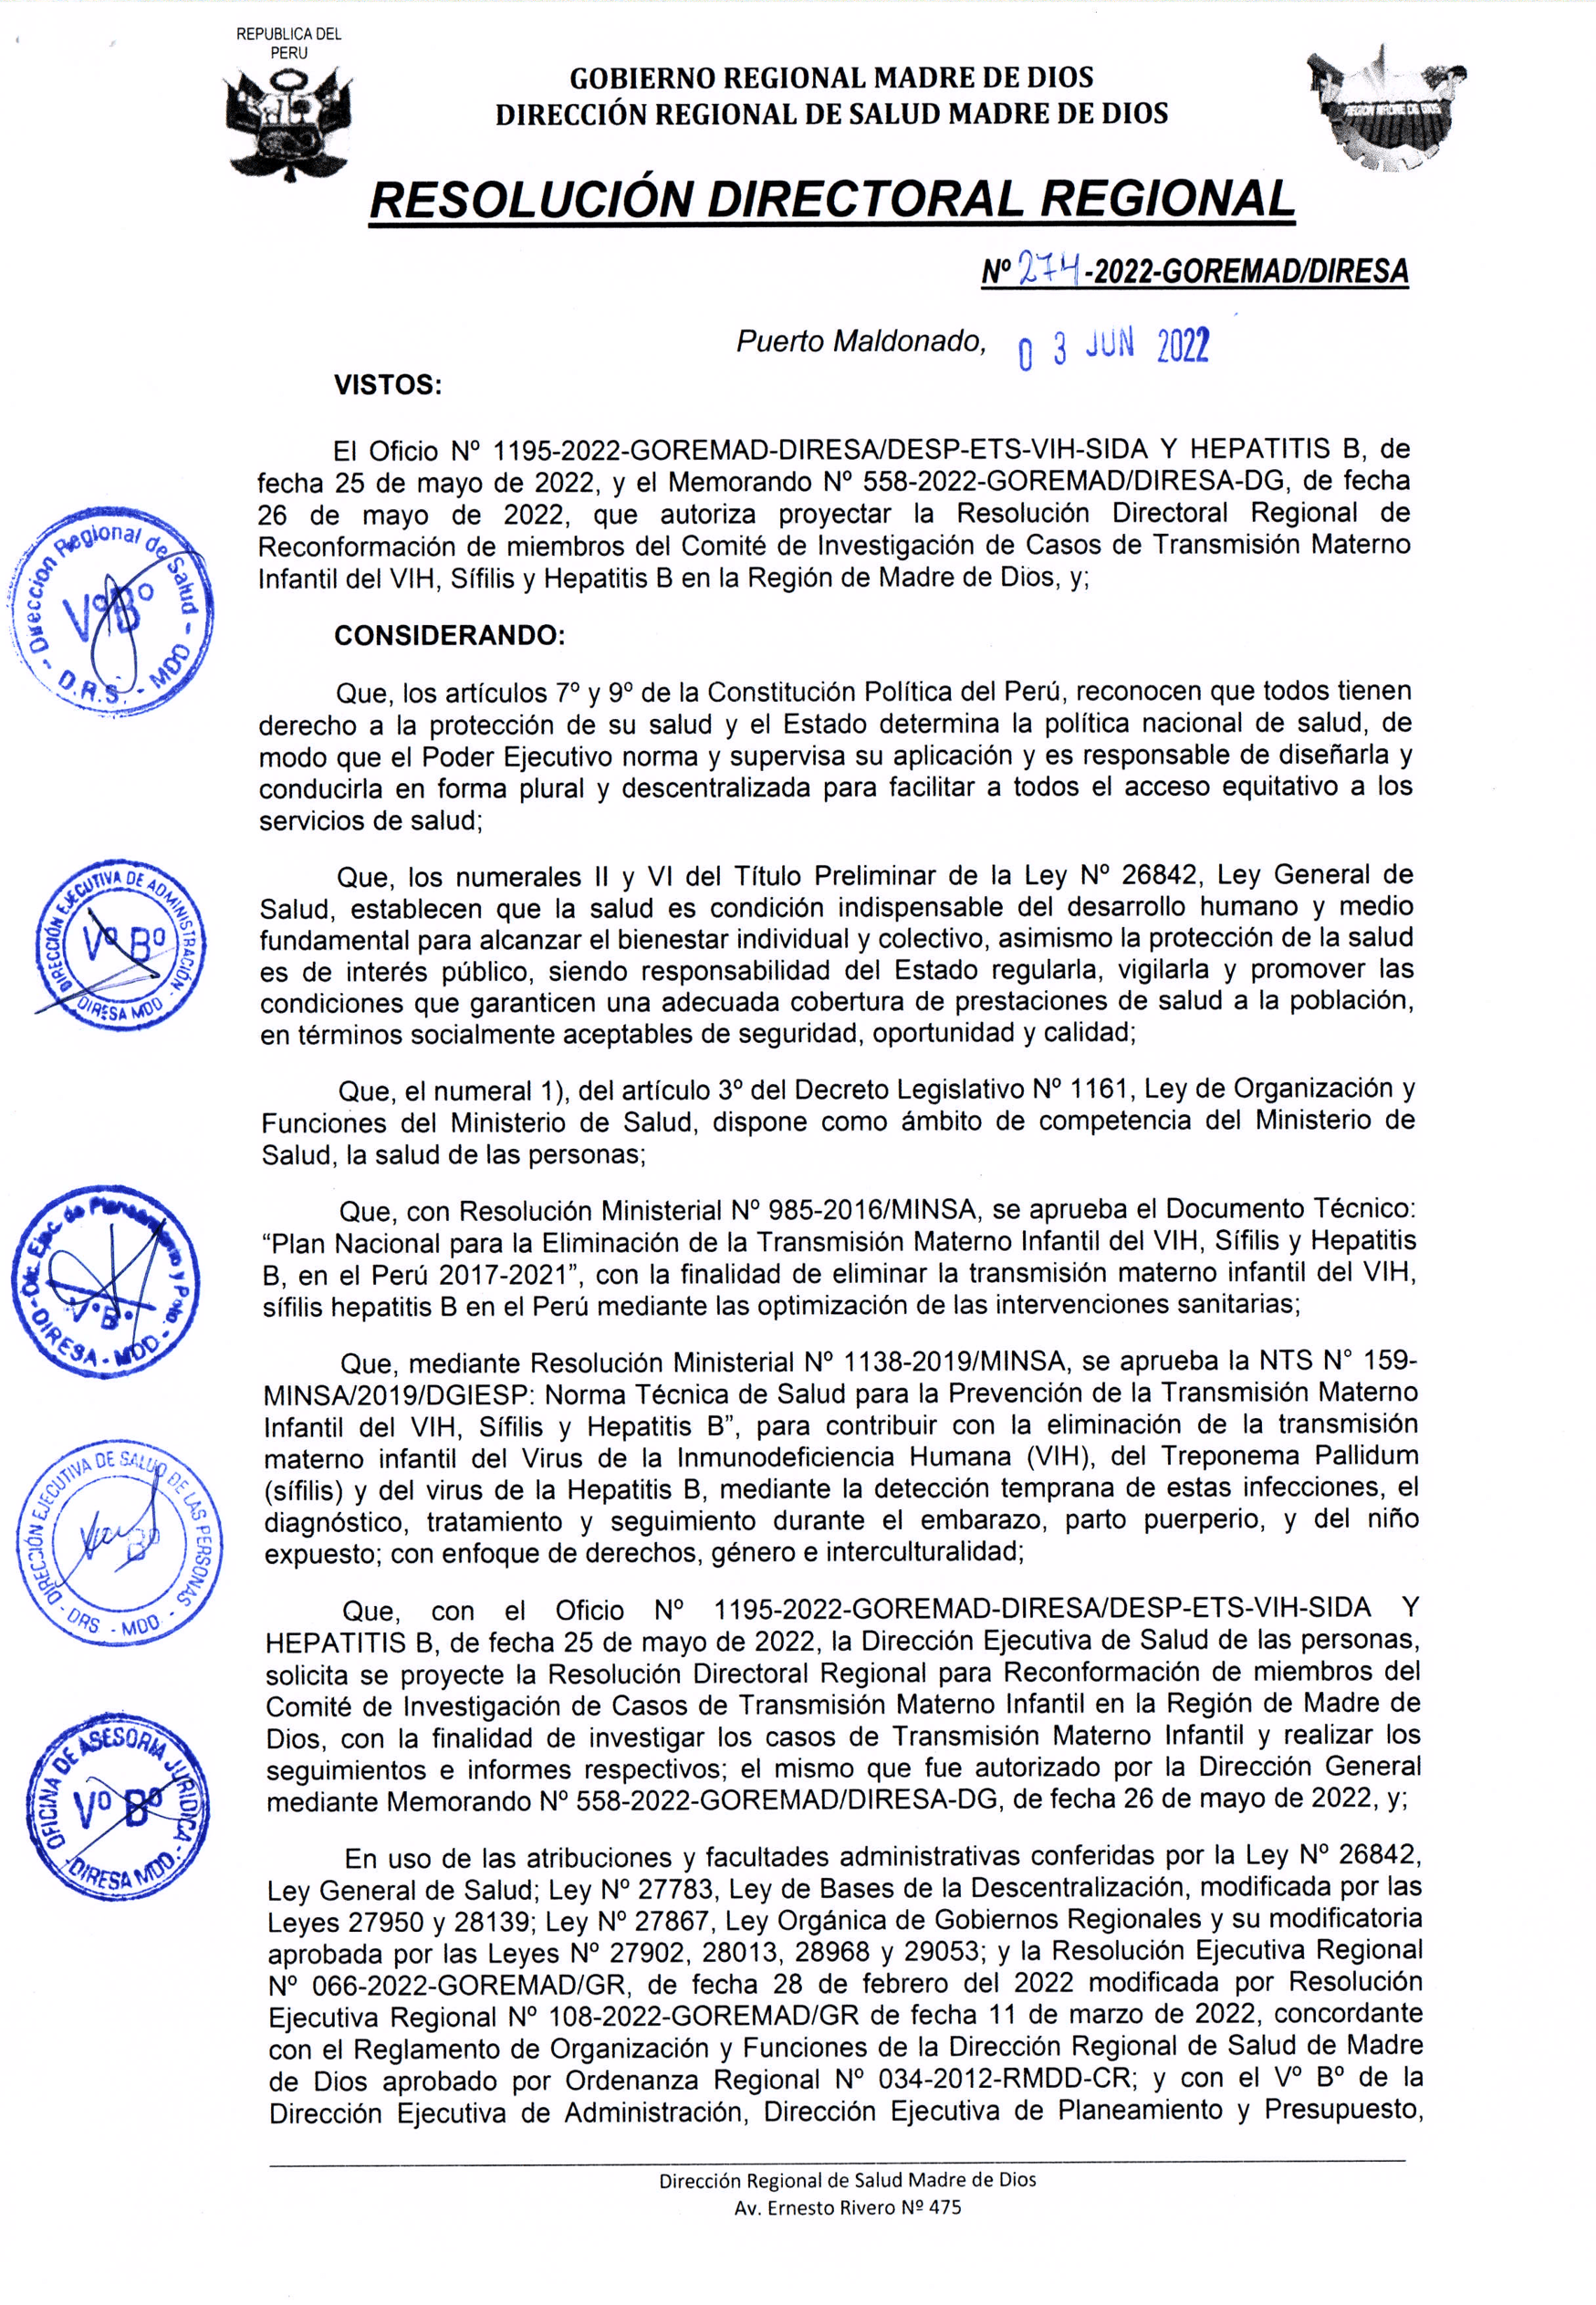 REPUBLICA DEL
PERU
GOBIERNO REGIONAL MADRE DE DIOS
DIRECCIÓN REGIONAL DE SALUD MADRE DE DIOS
REGION MADRE DE DIOS
RESOLUCIÓN DIRECTORAL REGIONAL
Nº 274-2022-GOREMAD/DIRESA
Puerto Maldonado, 03 JUN 2022
VISTOS:
El Oficio Nº 1195-2022-GOREMAD-DIRESA/DESP-ETS-VIH-SIDA Y HEPATITIS B, de
fecha 25 de mayo de 2022, y el Memorando Nº 558-2022-GOREMAD/DIRESA-DG, de fecha
26 de mayo de 2022, que autoriza proyectar la Resolución Directoral Regional de
Reconformación de miembros del Comité de Investigación de Casos de Transmisión Materno
Infantil del VIH, Sífilis y Hepatitis B en la Región de Madre de Dios, y;
Dirección Regional de Salud - D.R.S. - MDD
VºBº
CONSIDERANDO:
Que, los artículos 7º y 9º de la Constitución Política del Perú, reconocen que todos tienen
derecho a la protección de su salud y el Estado determina la política nacional de salud, de
modo que el Poder Ejecutivo norma y supervisa su aplicación y es responsable de diseñarla y
conducirla en forma plural y descentralizada para facilitar a todos el acceso equitativo a los
servicios de salud;
Que, los numerales II y VI del Título Preliminar de la Ley Nº 26842, Ley General de
Salud, establecen que la salud es condición indispensable del desarrollo humano y medio
fundamental para alcanzar el bienestar individual y colectivo, asimismo la protección de la salud
es de interés público, siendo responsabilidad del Estado regularla, vigilarla y promover las
condiciones que garanticen una adecuada cobertura de prestaciones de salud a la población,
en términos socialmente aceptables de seguridad, oportunidad y calidad;
DIRECCIÓN EJECUTIVA DE ADMINISTRACIÓN - DIRESA MDD -
Vº Bº
Que, el numeral 1), del artículo 3º del Decreto Legislativo Nº 1161, Ley de Organización y
Funciones del Ministerio de Salud, dispone como ámbito de competencia del Ministerio de
Salud, la salud de las personas;
Que, con Resolución Ministerial Nº 985-2016/MINSA, se aprueba el Documento Técnico:
“Plan Nacional para la Eliminación de la Transmisión Materno Infantil del VIH, Sífilis y Hepatitis
B, en el Perú 2017-2021”, con la finalidad de eliminar la transmisión materno infantil del VIH,
sífilis hepatitis B en el Perú mediante las optimización de las intervenciones sanitarias;
Dir. Ejec. de Planeamiento y Ppto. - DIRESA - MDD
VºBº
Que, mediante Resolución Ministerial Nº 1138-2019/MINSA, se aprueba la NTS N° 159-
MINSA/2019/DGIESP: Norma Técnica de Salud para la Prevención de la Transmisión Materno
Infantil del VIH, Sífilis y Hepatitis B”, para contribuir con la eliminación de la transmisión
materno infantil del Virus de la Inmunodeficiencia Humana (VIH), del Treponema Pallidum
(sífilis) y del virus de la Hepatitis B, mediante la detección temprana de estas infecciones, el
diagnóstico, tratamiento y seguimiento durante el embarazo, parto puerperio, y del niño
expuesto; con enfoque de derechos, género e interculturalidad;
DIRECCIÓN EJECUTIVA DE SALUD DE LAS PERSONAS - DRS - MDD -
Vº Bº
Que, con el Oficio Nº 1195-2022-GOREMAD-DIRESA/DESP-ETS-VIH-SIDA Y
HEPATITIS B, de fecha 25 de mayo de 2022, la Dirección Ejecutiva de Salud de las personas,
solicita se proyecte la Resolución Directoral Regional para Reconformación de miembros del
Comité de Investigación de Casos de Transmisión Materno Infantil en la Región de Madre de
Dios, con la finalidad de investigar los casos de Transmisión Materno Infantil y realizar los
seguimientos e informes respectivos; el mismo que fue autorizado por la Dirección General
mediante Memorando Nº 558-2022-GOREMAD/DIRESA-DG, de fecha 26 de mayo de 2022, y;
OFICINA DE ASESORIA JURIDICA - DIRESA MDD. -
Vº Bº
En uso de las atribuciones y facultades administrativas conferidas por la Ley Nº 26842,
Ley General de Salud; Ley Nº 27783, Ley de Bases de la Descentralización, modificada por las
Leyes 27950 y 28139; Ley Nº 27867, Ley Orgánica de Gobiernos Regionales y su modificatoria
aprobada por las Leyes Nº 27902, 28013, 28968 y 29053; y la Resolución Ejecutiva Regional
Nº 066-2022-GOREMAD/GR, de fecha 28 de febrero del 2022 modificada por Resolución
Ejecutiva Regional Nº 108-2022-GOREMAD/GR de fecha 11 de marzo de 2022, concordante
con el Reglamento de Organización y Funciones de la Dirección Regional de Salud de Madre
de Dios aprobado por Ordenanza Regional Nº 034-2012-RMDD-CR; y con el Vº Bº de la
Dirección Ejecutiva de Administración, Dirección Ejecutiva de Planeamiento y Presupuesto,
Dirección Regional de Salud Madre de Dios
Av. Ernesto Rivero Nº 475